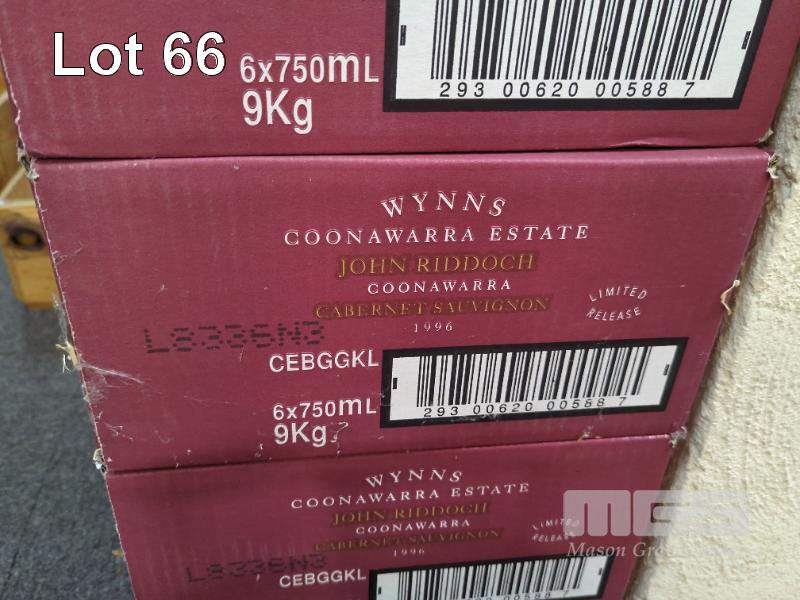 Lot 66
6x750mL
9Kg
293 00620 00588 7
WYNNS
COONAWARRA ESTATE
JOHN RIDDOCH
COONAWARRA
CABERNET SAUVIGNON
1996
LIMITED
RELEASE
L8336N3
CEBGGKL
6x750mL
9Kg
293 00620 00588 7
WYNNS
COONAWARRA ESTATE
JOHN RIDDOCH
COONAWARRA
CABERNET SAUVIGNON
1996
LIMITED
RELEASE
L8336N3
CEBGGKL
MGS
Mason